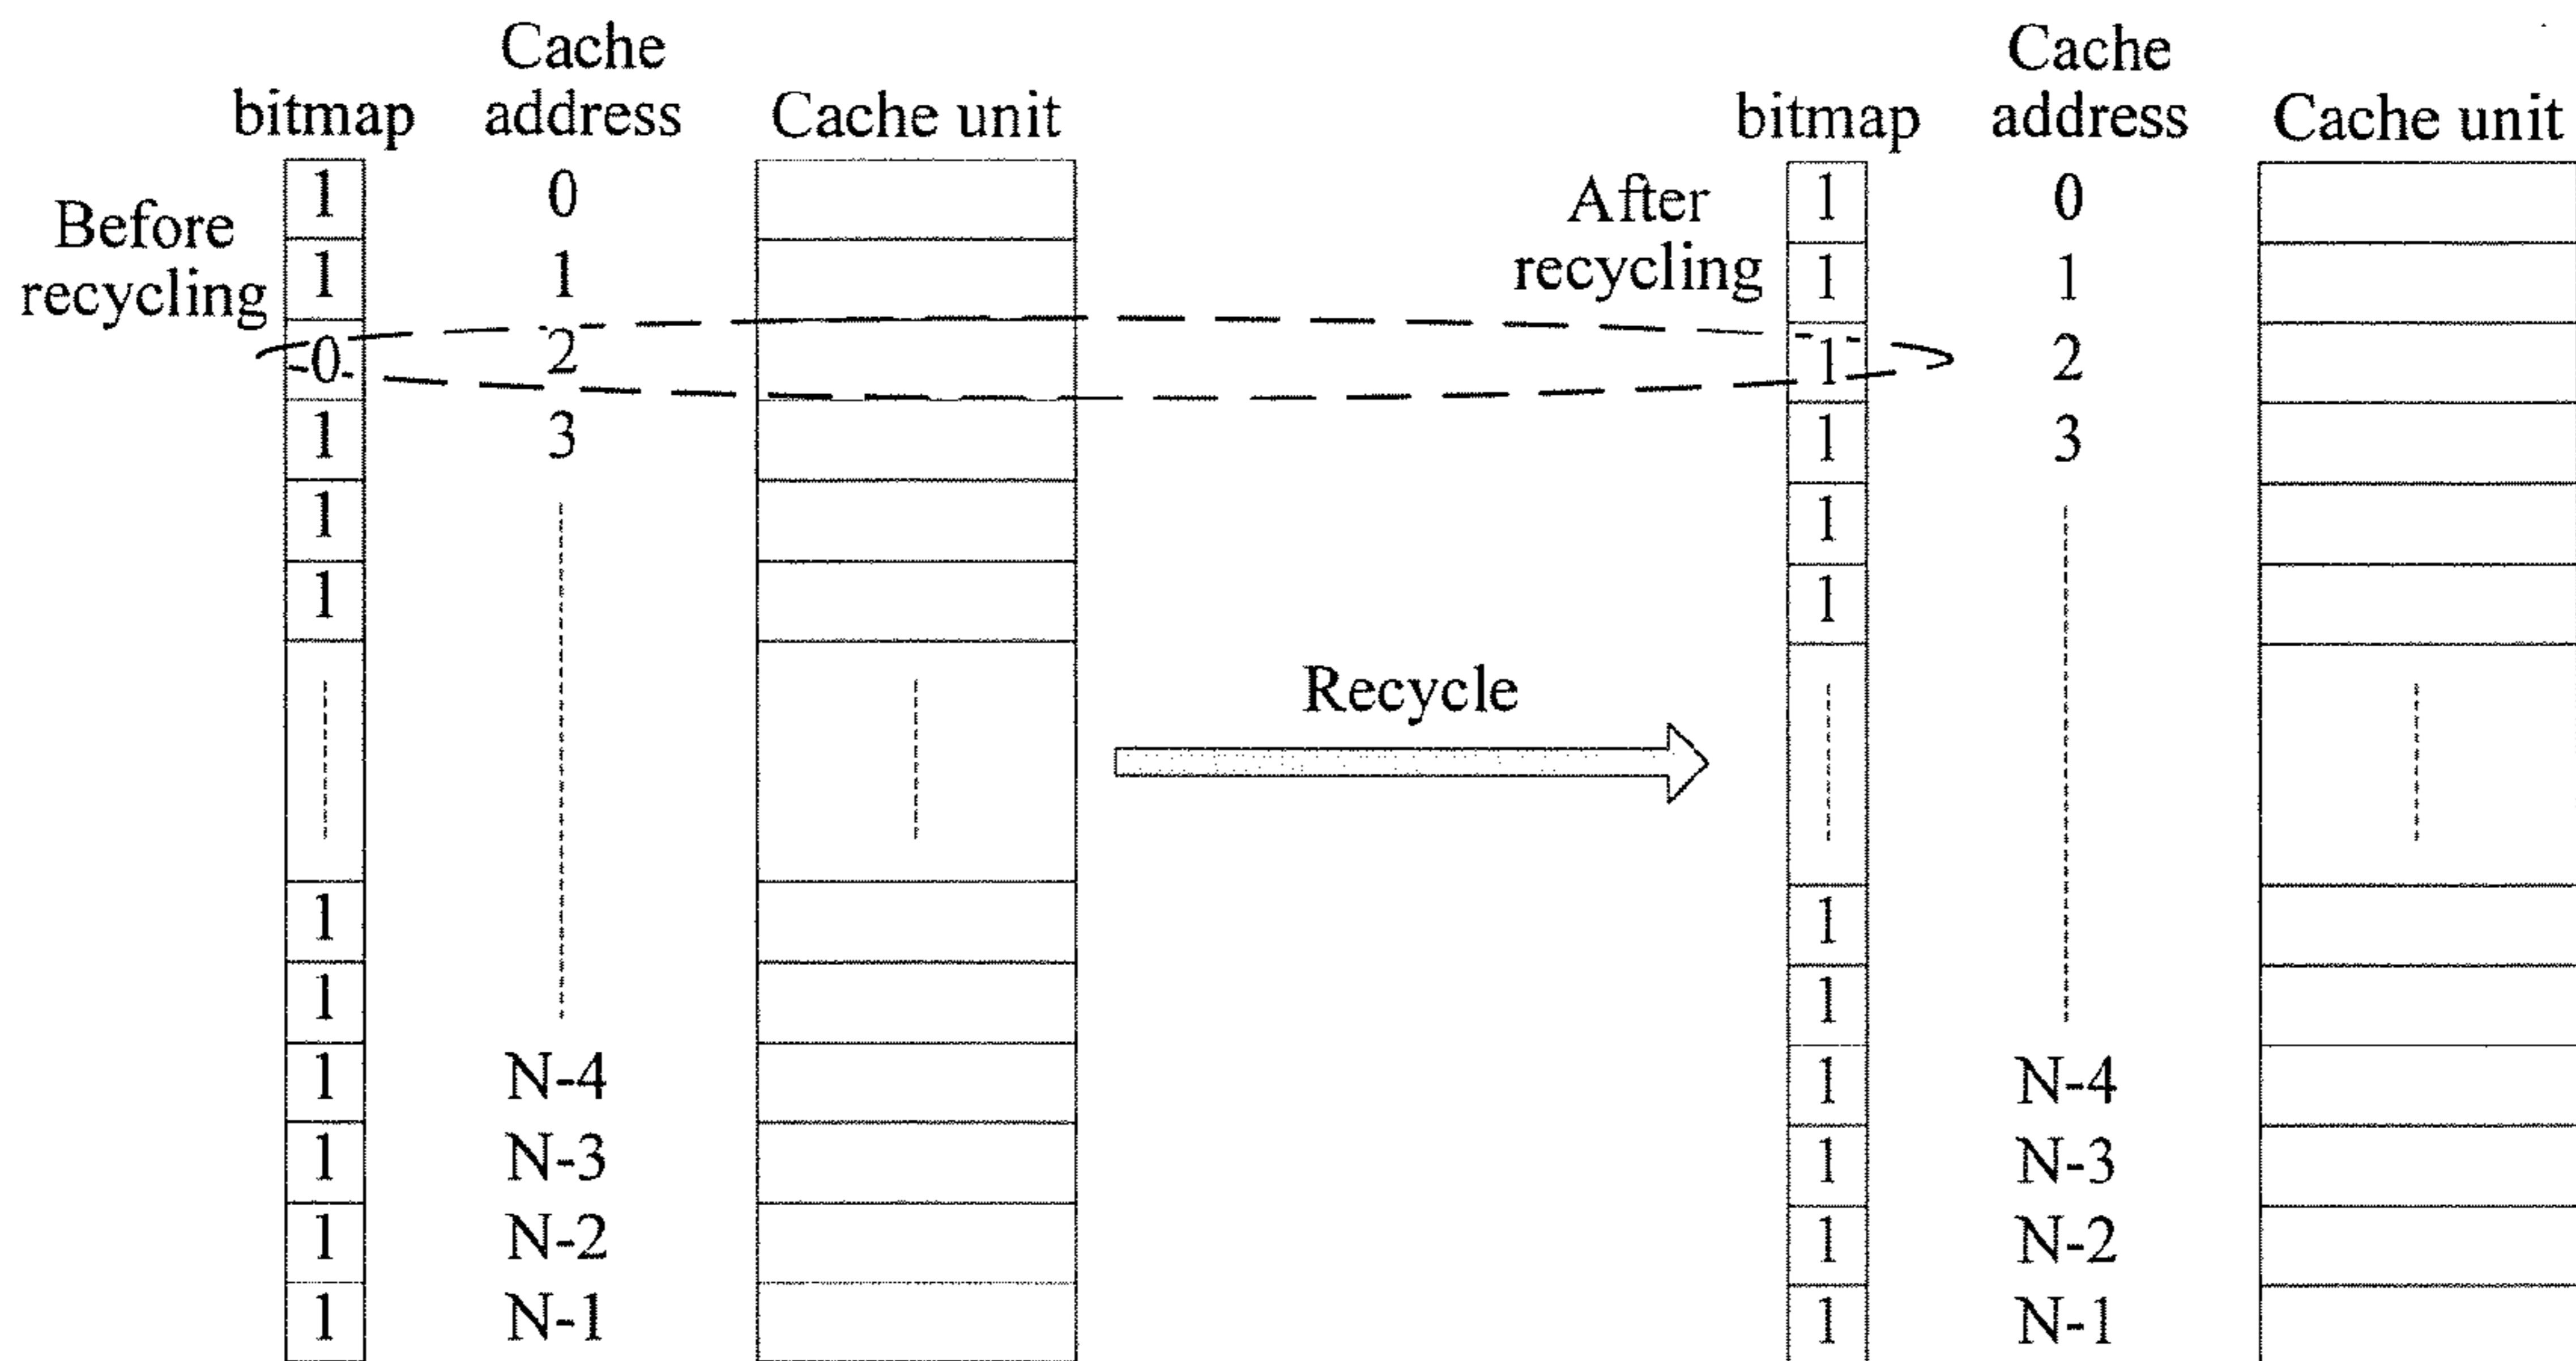 Cache
bitmap address Cache unit
Before
recycling
1 0
1 1
0 2
1 3
1
1
1
1
1 N-4
1 N-3
1 N-2
1 N-1
Recycle
Cache
bitmap address Cache unit
After
recycling
1 0
1 1
1 2
1 3
1
1
1
1
1 N-4
1 N-3
1 N-2
1 N-1